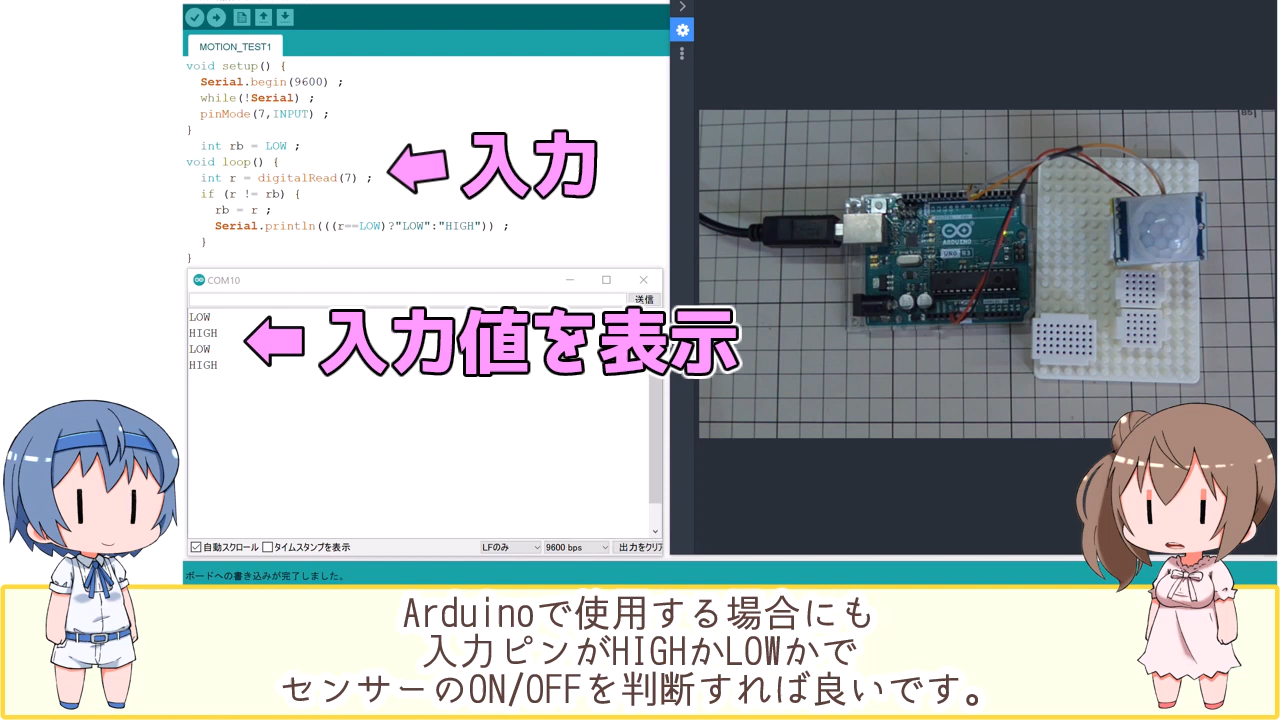 MOTION_TEST1
void setup() {
Serial.begin(9600) ;
while(!Serial) ;
pinMode(7,INPUT) ;
}
int rb = LOW ;
void loop() {
int r = digitalRead(7) ;
if (r != rb) {
rb = r ;
Serial.println(((r==LOW)?"LOW":"HIGH")) ;
}
}
入力
COM10
送信
LOW
HIGH
LOW
HIGH
入力値を表示
自動スクロール
タイムスタンプを表示
LFのみ
9600 bps
出力をクリア
ボードへの書き込みが完了しました。
ARDUINO
UNO R3
Arduinoで使用する場合にも
入力ピンがHIGHかLOWかで
センサーのON/OFFを判断すれば良いです。